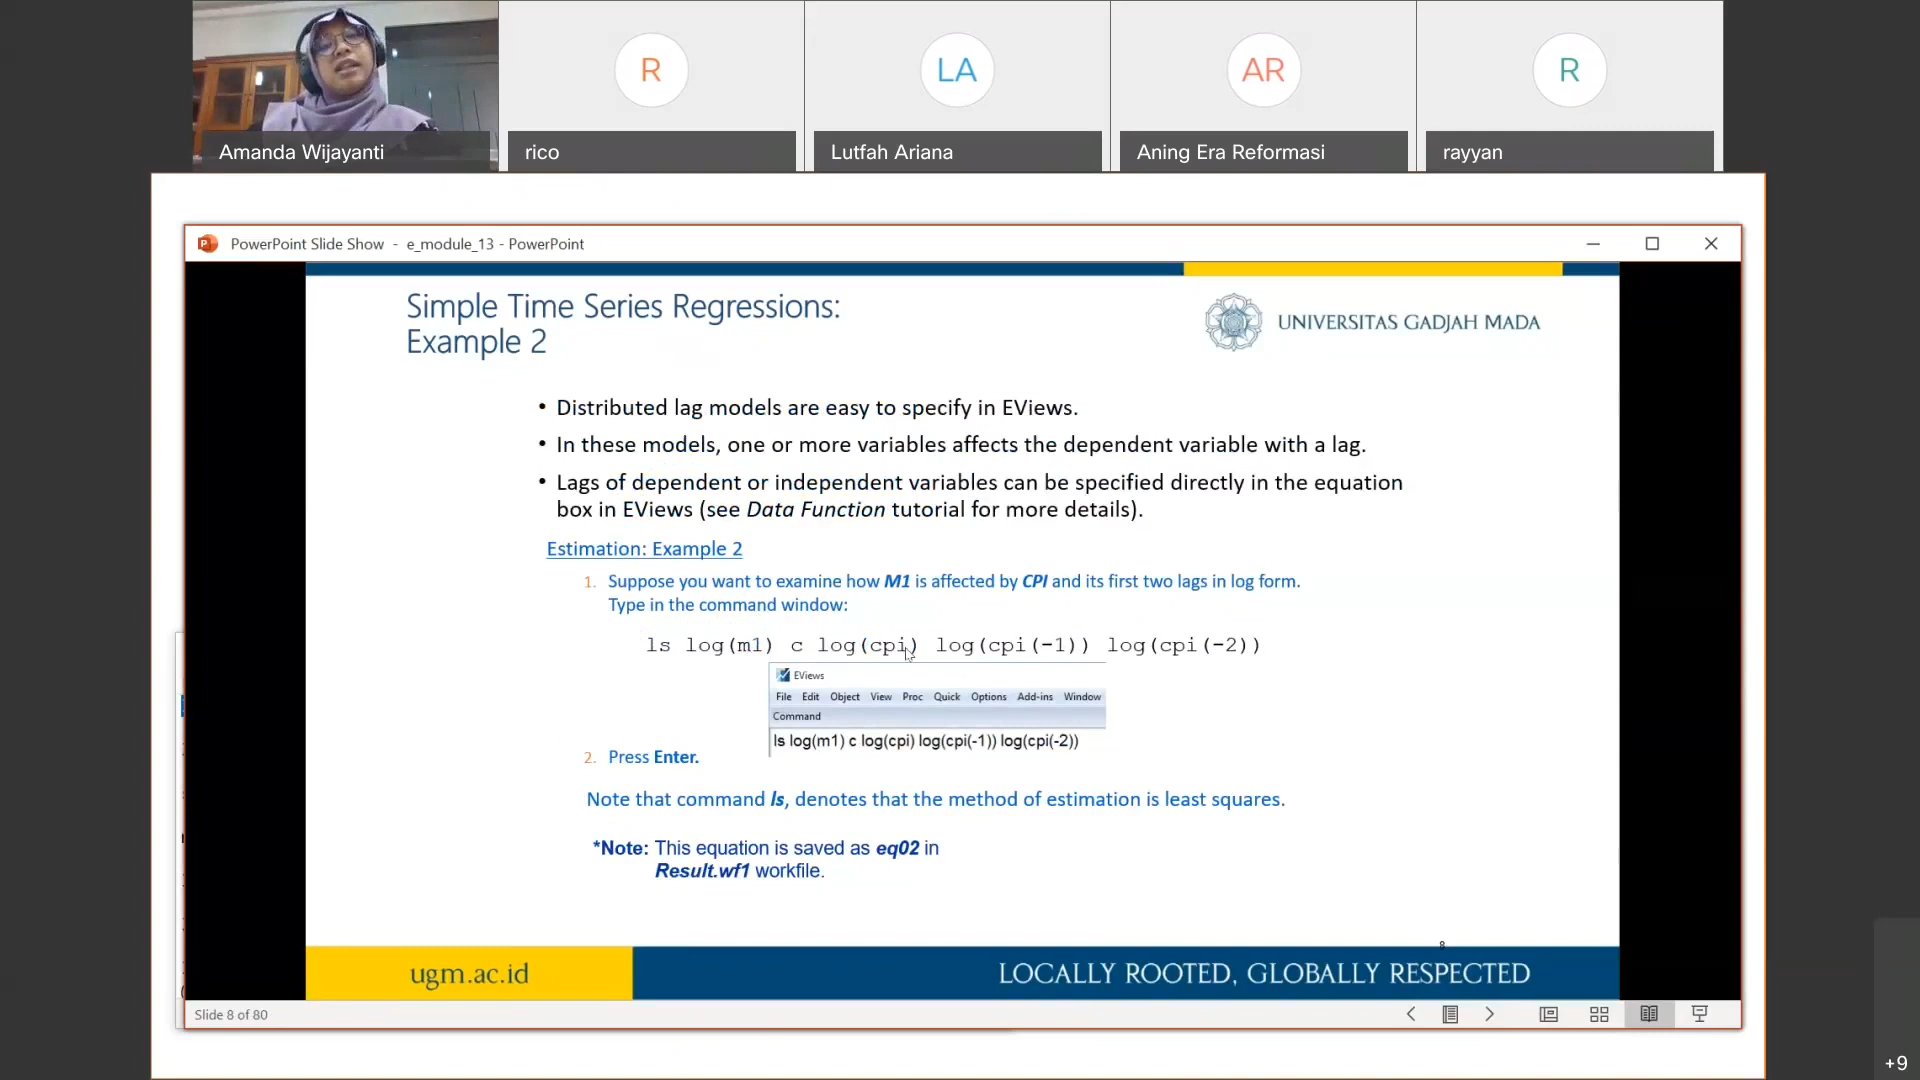 R
LA
AR
R
Amanda Wijayanti
rico
Lutfah Ariana
Aning Era Reformasi
rayyan
PowerPoint Slide Show - e_module_13 - PowerPoint
Simple Time Series Regressions:
Example 2
UNIVERSITAS GADJAH MADA
• Distributed lag models are easy to specify in EViews.
• In these models, one or more variables affects the dependent variable with a lag.
• Lags of dependent or independent variables can be specified directly in the equation
box in EViews (see Data Function tutorial for more details).
Estimation: Example 2
1. Suppose you want to examine how M1 is affected by CPI and its first two lags in log form.
Type in the command window:
ls log(m1) c log(cpi) log(cpi(-1)) log(cpi(-2))
EViews
File Edit Object View Proc Quick Options Add-ins Window
Command
ls log(m1) c log(cpi) log(cpi(-1)) log(cpi(-2))
2. Press Enter.
Note that command ls, denotes that the method of estimation is least squares.
*Note: This equation is saved as eq02 in
Result.wf1 workfile.
8
ugm.ac.id
LOCALLY ROOTED, GLOBALLY RESPECTED
Slide 8 of 80
+9